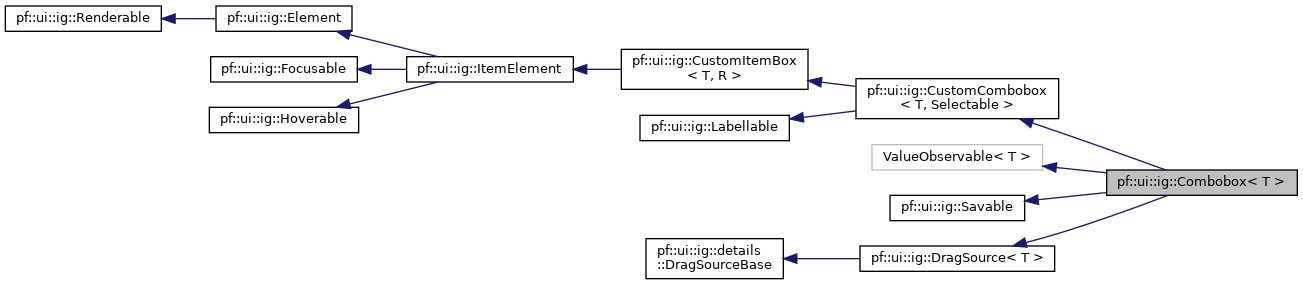 pf::ui::ig::Renderable
pf::ui::ig::Element
pf::ui::ig::Focusable
pf::ui::ig::ItemElement
pf::ui::ig::Hoverable
pf::ui::ig::CustomItemBox
< T, R >
pf::ui::ig::CustomCombobox
< T, Selectable >
pf::ui::ig::Labellable
ValueObservable< T >
pf::ui::ig::Combobox< T >
pf::ui::ig::Savable
pf::ui::ig::details
::DragSourceBase
pf::ui::ig::DragSource< T >